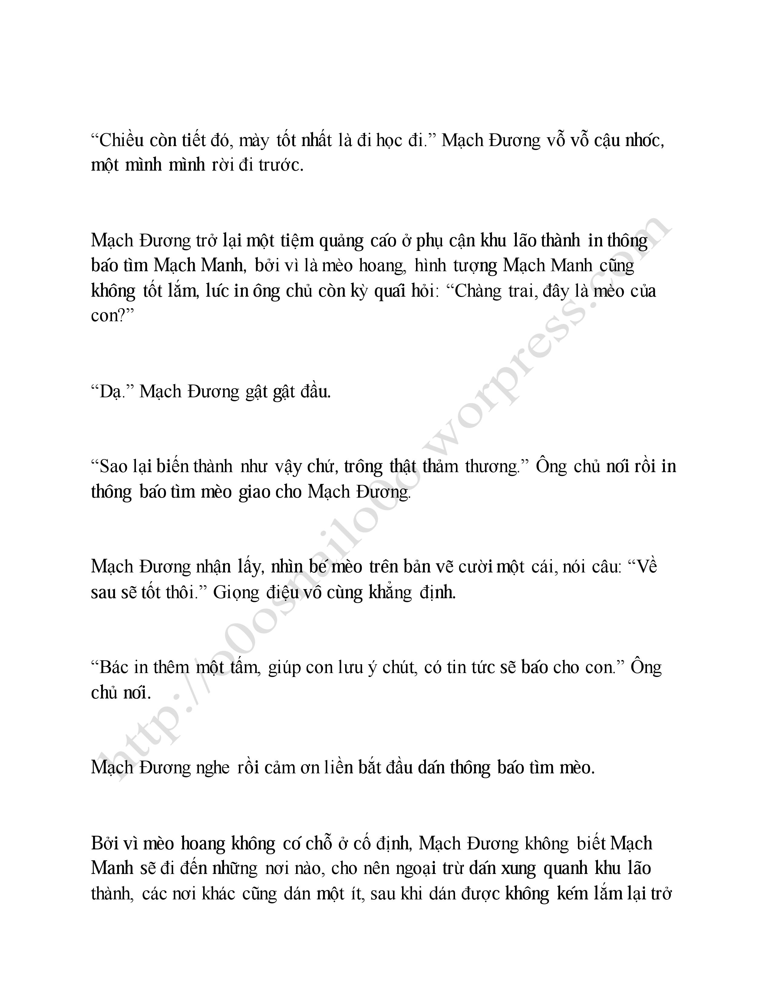 “Chiều còn tiết đó, mày tốt nhất là đi học đi.” Mạch Đương vỗ vỗ cậu nhóc,
một mình mình rời đi trước.
Mạch Đương trở lại một tiệm quảng cáo ở phụ cận khu lão thành in thông
báo tìm Mạch Manh, bởi vì là mèo hoang, hình tượng Mạch Manh cũng
không tốt lắm, lúc in ông chủ còn kỳ quái hỏi: “Chàng trai, đây là mèo của
con?”
“Dạ.” Mạch Đương gật gật đầu.
“Sao lại biến thành như vậy chứ, trông thật thảm thương.” Ông chủ nói rồi in
thông báo tìm mèo giao cho Mạch Đương.
Mạch Đương nhận lấy, nhìn bé mèo trên bản vẽ cười một cái, nói câu: “Về
sau sẽ tốt thôi.” Giọng điệu vô cùng khẳng định.
“Bác in thêm một tấm, giúp con lưu ý chút, có tin tức sẽ báo cho con.” Ông
chủ nói.
Mạch Đương nghe rồi cảm ơn liền bắt đầu dán thông báo tìm mèo.
Bởi vì mèo hoang không có chỗ ở cố định, Mạch Đương không biết Mạch
Manh sẽ đi đến những nơi nào, cho nên ngoại trừ dán xung quanh khu lão
thành, các nơi khác cũng dán một ít, sau khi dán được không kém lắm lại trở
http://o0osnailo0o.worpress.com